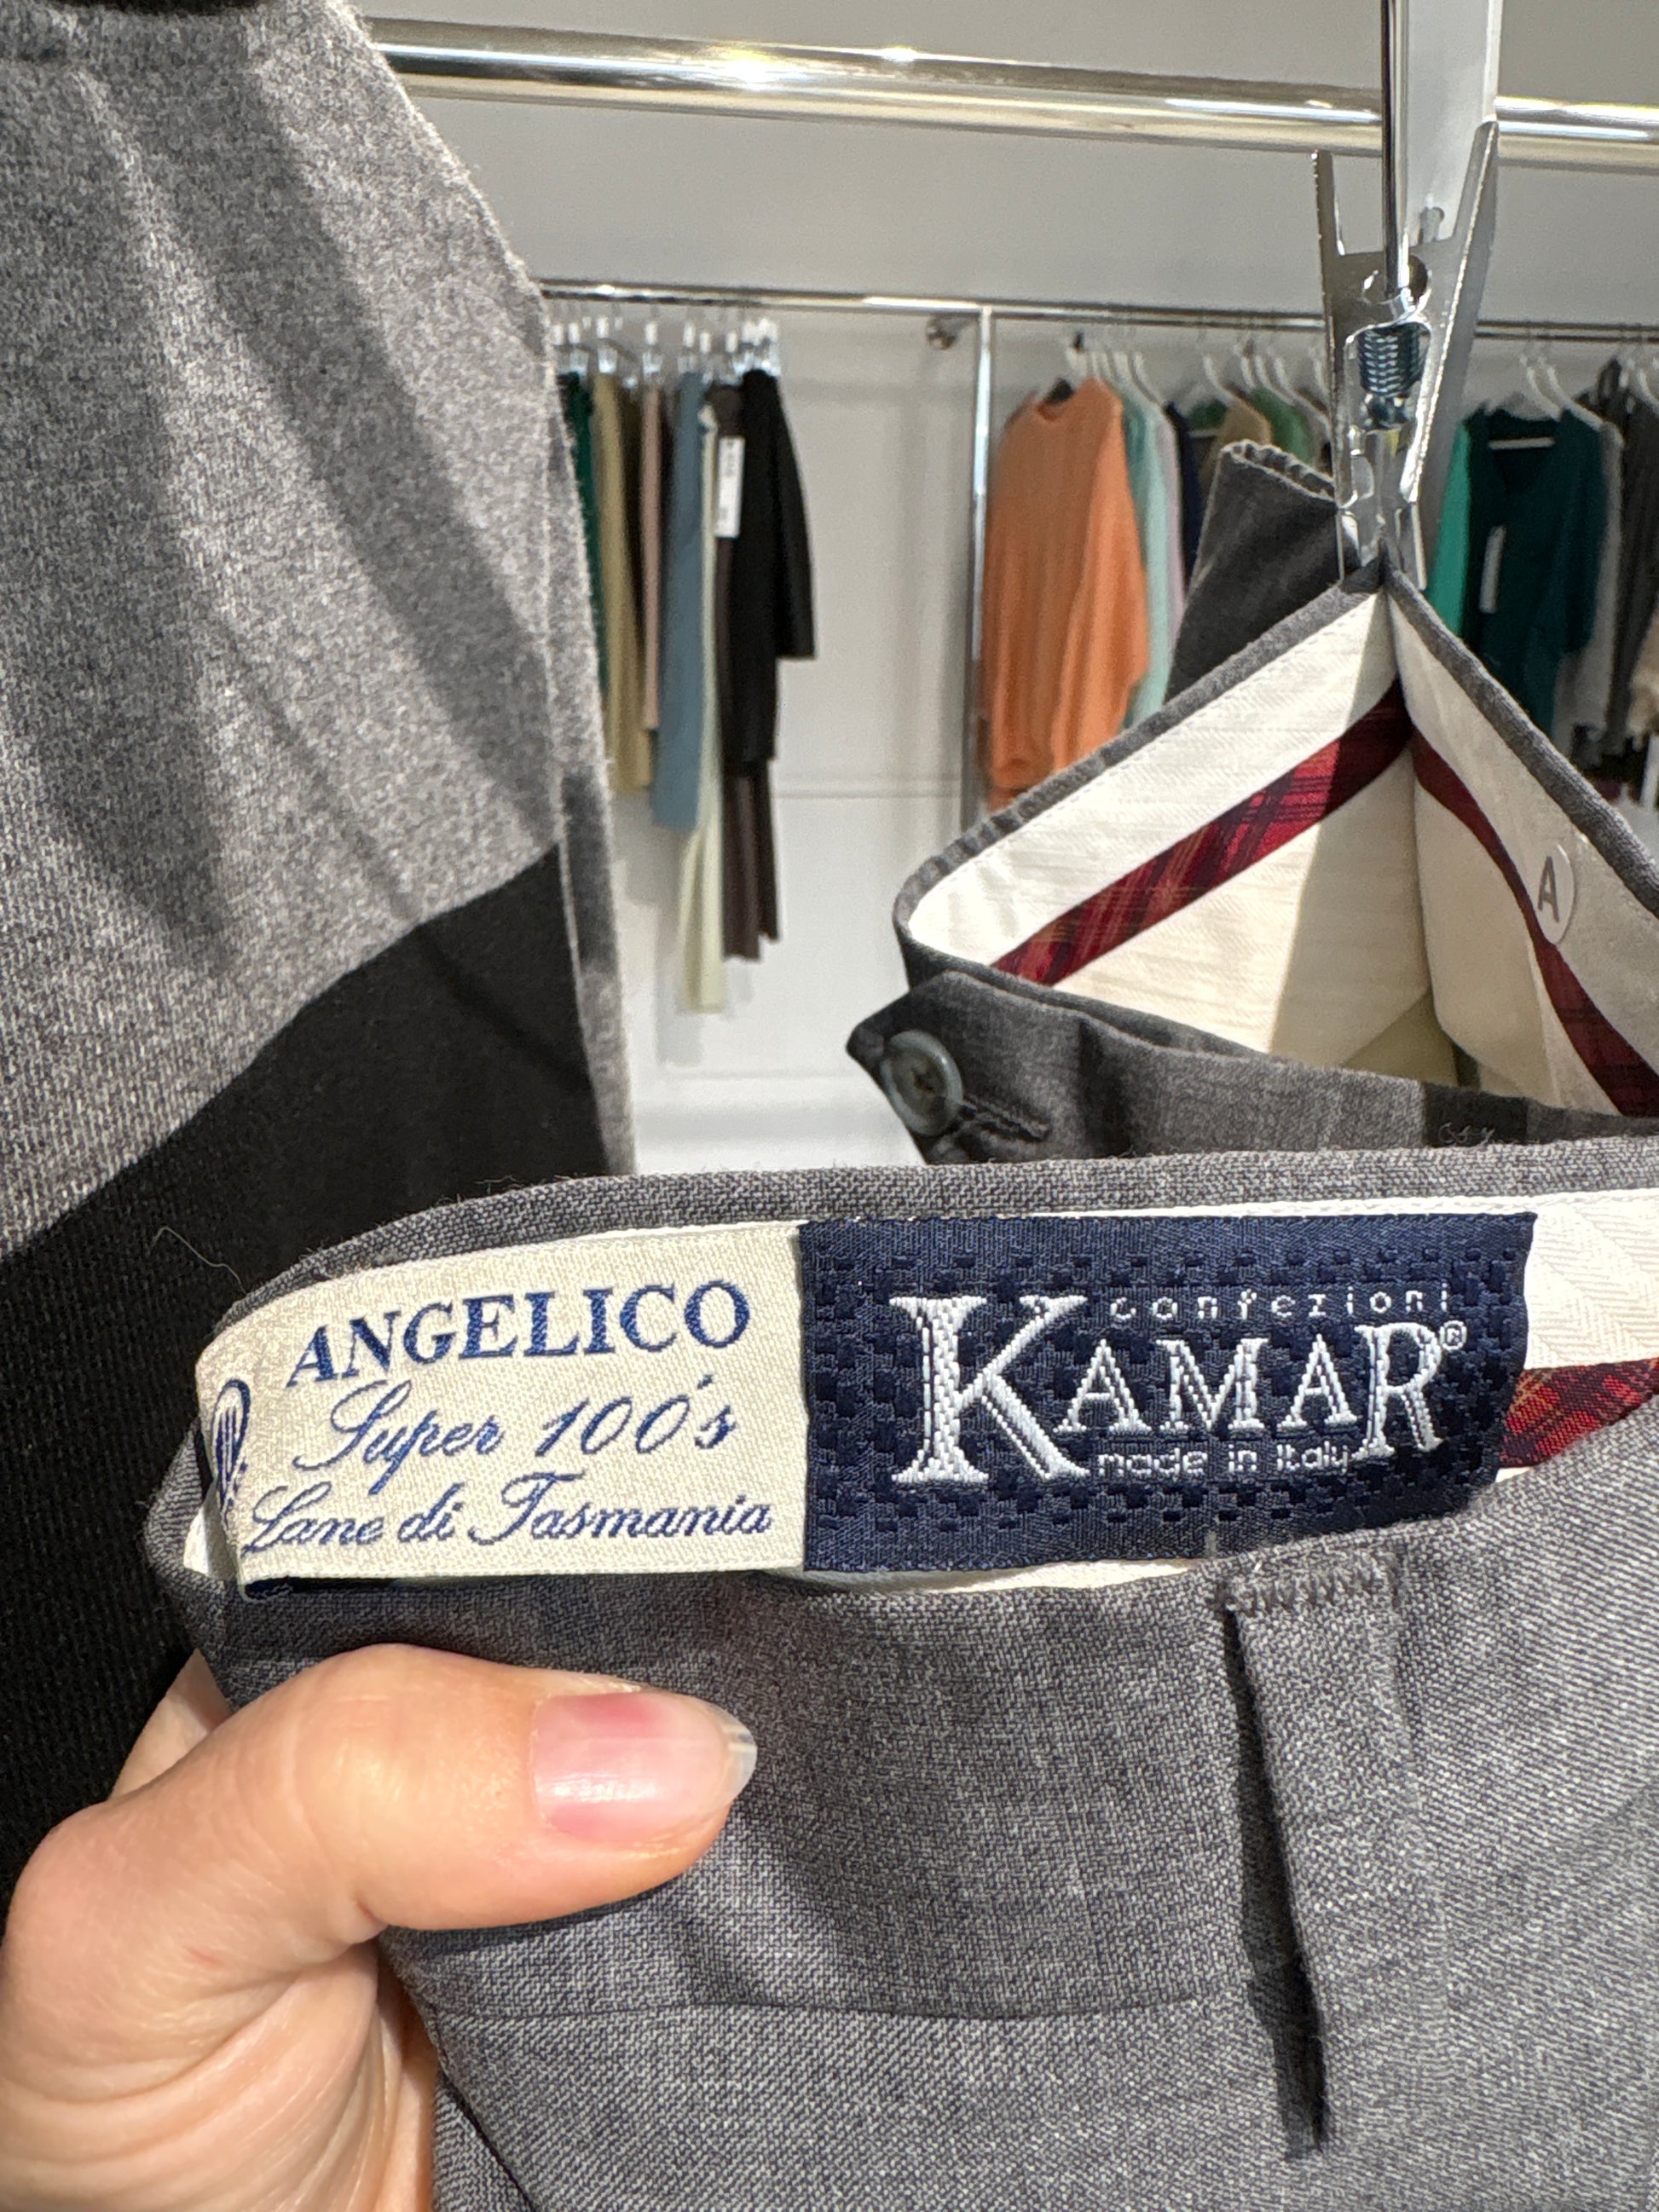 A
ANGELICO
Super 100's
Lane di Tasmania
confezioni
KAMAR®
made in Italy